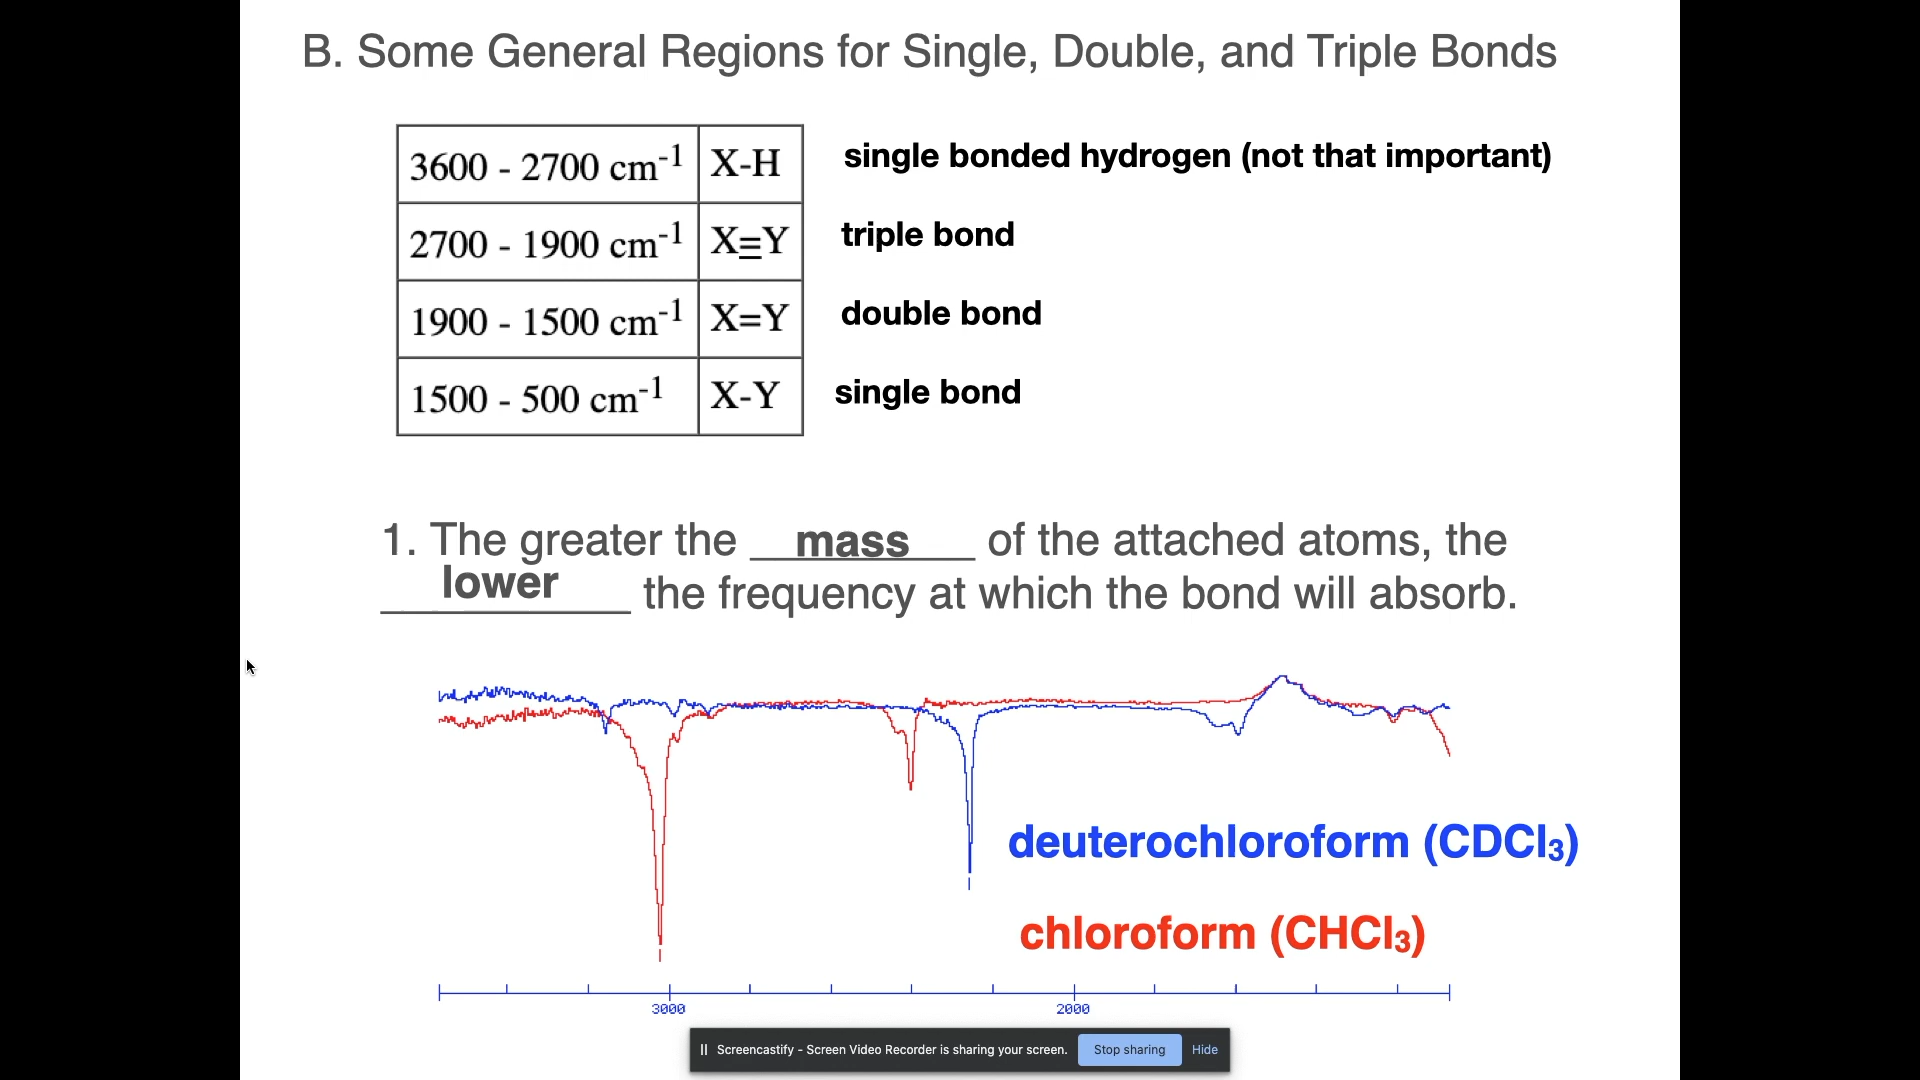 B. Some General Regions for Single, Double, and Triple Bonds
3600 - 2700 cm⁻¹ X-H single bonded hydrogen (not that important)
2700 - 1900 cm⁻¹ X≡Y triple bond
1900 - 1500 cm⁻¹ X=Y double bond
1500 - 500 cm⁻¹ X-Y single bond
1. The greater the mass of the attached atoms, the
lower the frequency at which the bond will absorb.
deuterochloroform (CDCl₃)
chloroform (CHCl₃)
3000 2000
Screencastify - Screen Video Recorder is sharing your screen. Stop sharing Hide